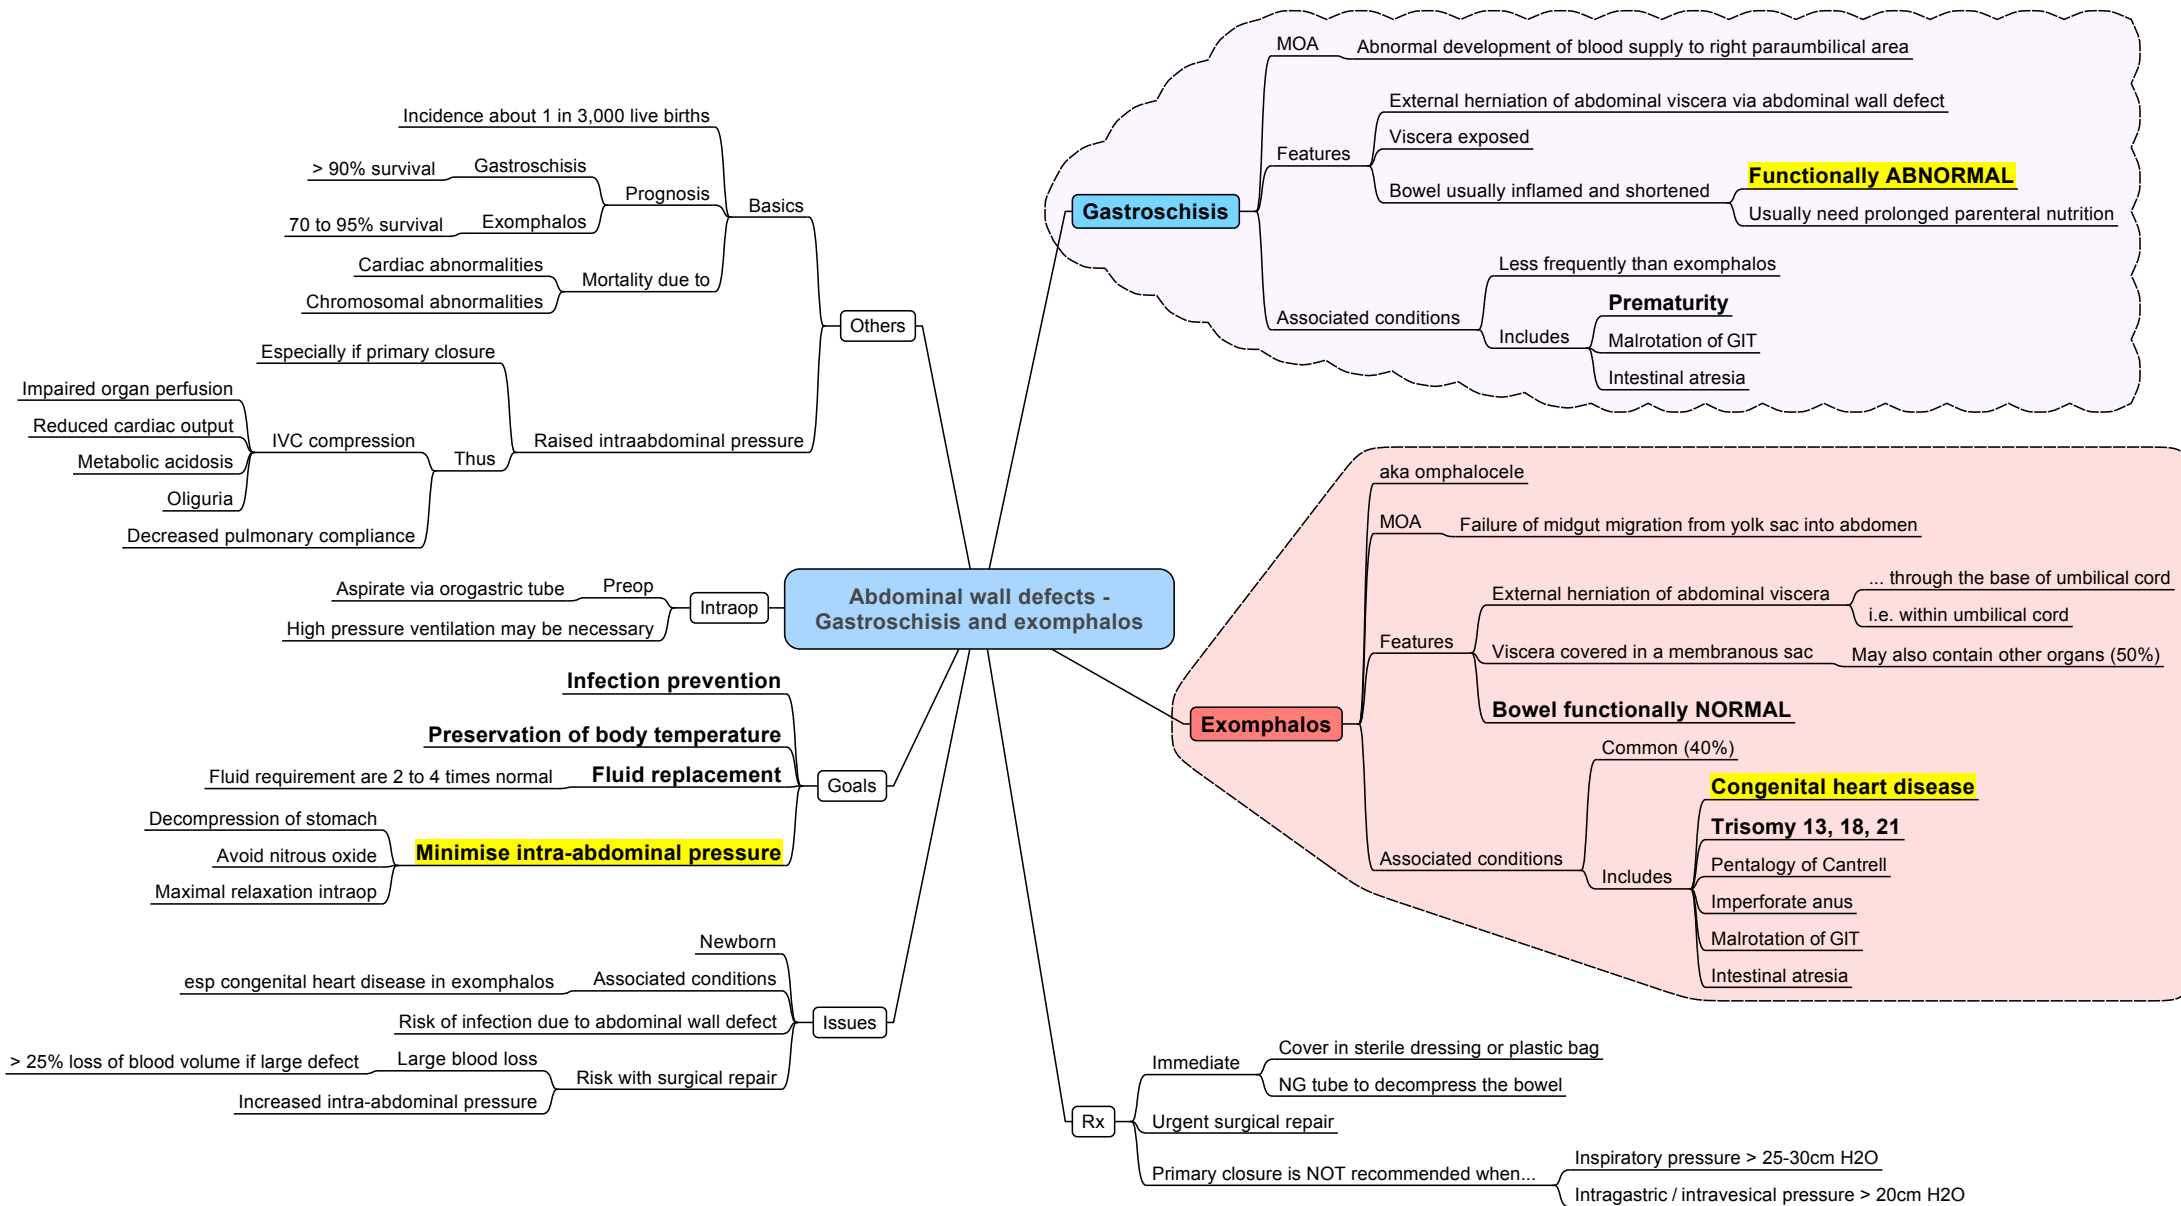 Abdominal wall defects -
Gastroschisis and exomphalos
Gastroschisis
MOA
Abnormal development of blood supply to right paraumbilical area
Features
External herniation of abdominal viscera via abdominal wall defect
Viscera exposed
Bowel usually inflamed and shortened
Functionally ABNORMAL
Usually need prolonged parenteral nutrition
Associated conditions
Less frequently than exomphalos
Includes
Prematurity
Malrotation of GIT
Intestinal atresia
Exomphalos
aka omphalocele
MOA
Failure of midgut migration from yolk sac into abdomen
Features
External herniation of abdominal viscera
... through the base of umbilical cord
i.e. within umbilical cord
Viscera covered in a membranous sac
May also contain other organs (50%)
Bowel functionally NORMAL
Associated conditions
Common (40%)
Includes
Congenital heart disease
Trisomy 13, 18, 21
Pentalogy of Cantrell
Imperforate anus
Malrotation of GIT
Intestinal atresia
Rx
Immediate
Cover in sterile dressing or plastic bag
NG tube to decompress the bowel
Urgent surgical repair
Primary closure is NOT recommended when...
Inspiratory pressure > 25-30cm H2O
Intragastric / intravesical pressure > 20cm H2O
Others
Basics
Incidence about 1 in 3,000 live births
Prognosis
Gastroschisis
> 90% survival
Exomphalos
70 to 95% survival
Mortality due to
Cardiac abnormalities
Chromosomal abnormalities
Raised intraabdominal pressure
Especially if primary closure
Thus
IVC compression
Impaired organ perfusion
Reduced cardiac output
Metabolic acidosis
Oliguria
Decreased pulmonary compliance
Intraop
Preop
Aspirate via orogastric tube
High pressure ventilation may be necessary
Goals
Infection prevention
Preservation of body temperature
Fluid replacement
Fluid requirement are 2 to 4 times normal
Minimise intra-abdominal pressure
Decompression of stomach
Avoid nitrous oxide
Maximal relaxation intraop
Issues
Newborn
Associated conditions
esp congenital heart disease in exomphalos
Risk of infection due to abdominal wall defect
Risk with surgical repair
Large blood loss
> 25% loss of blood volume if large defect
Increased intra-abdominal pressure